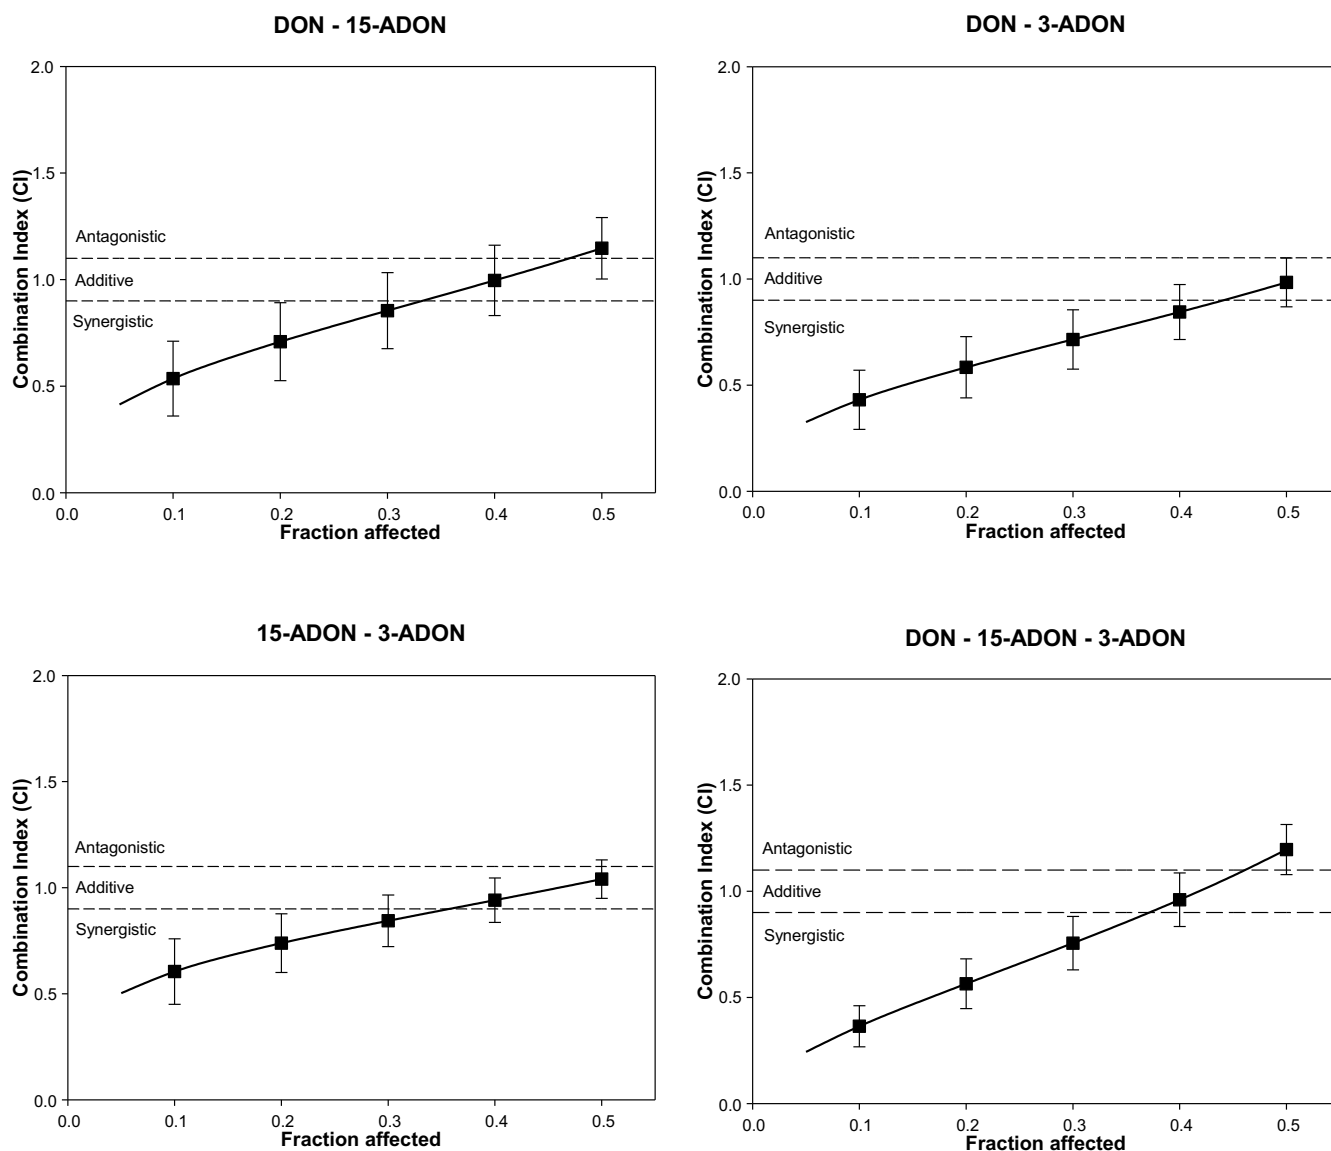 DON - 15-ADON
Combination Index (CI)
2.0
1.5
1.0
0.5
0.0
Antagonistic
Additive
Synergistic
0.0 0.1 0.2 0.3 0.4 0.5
Fraction affected
DON - 3-ADON
Combination Index (CI)
2.0
1.5
1.0
0.5
0.0
Antagonistic
Additive
Synergistic
0.0 0.1 0.2 0.3 0.4 0.5
Fraction affected
15-ADON - 3-ADON
Combination Index (CI)
2.0
1.5
1.0
0.5
0.0
Antagonistic
Additive
Synergistic
0.0 0.1 0.2 0.3 0.4 0.5
Fraction affected
DON - 15-ADON - 3-ADON
Combination Index (CI)
2.0
1.5
1.0
0.5
0.0
Antagonistic
Additive
Synergistic
0.0 0.1 0.2 0.3 0.4 0.5
Fraction affected